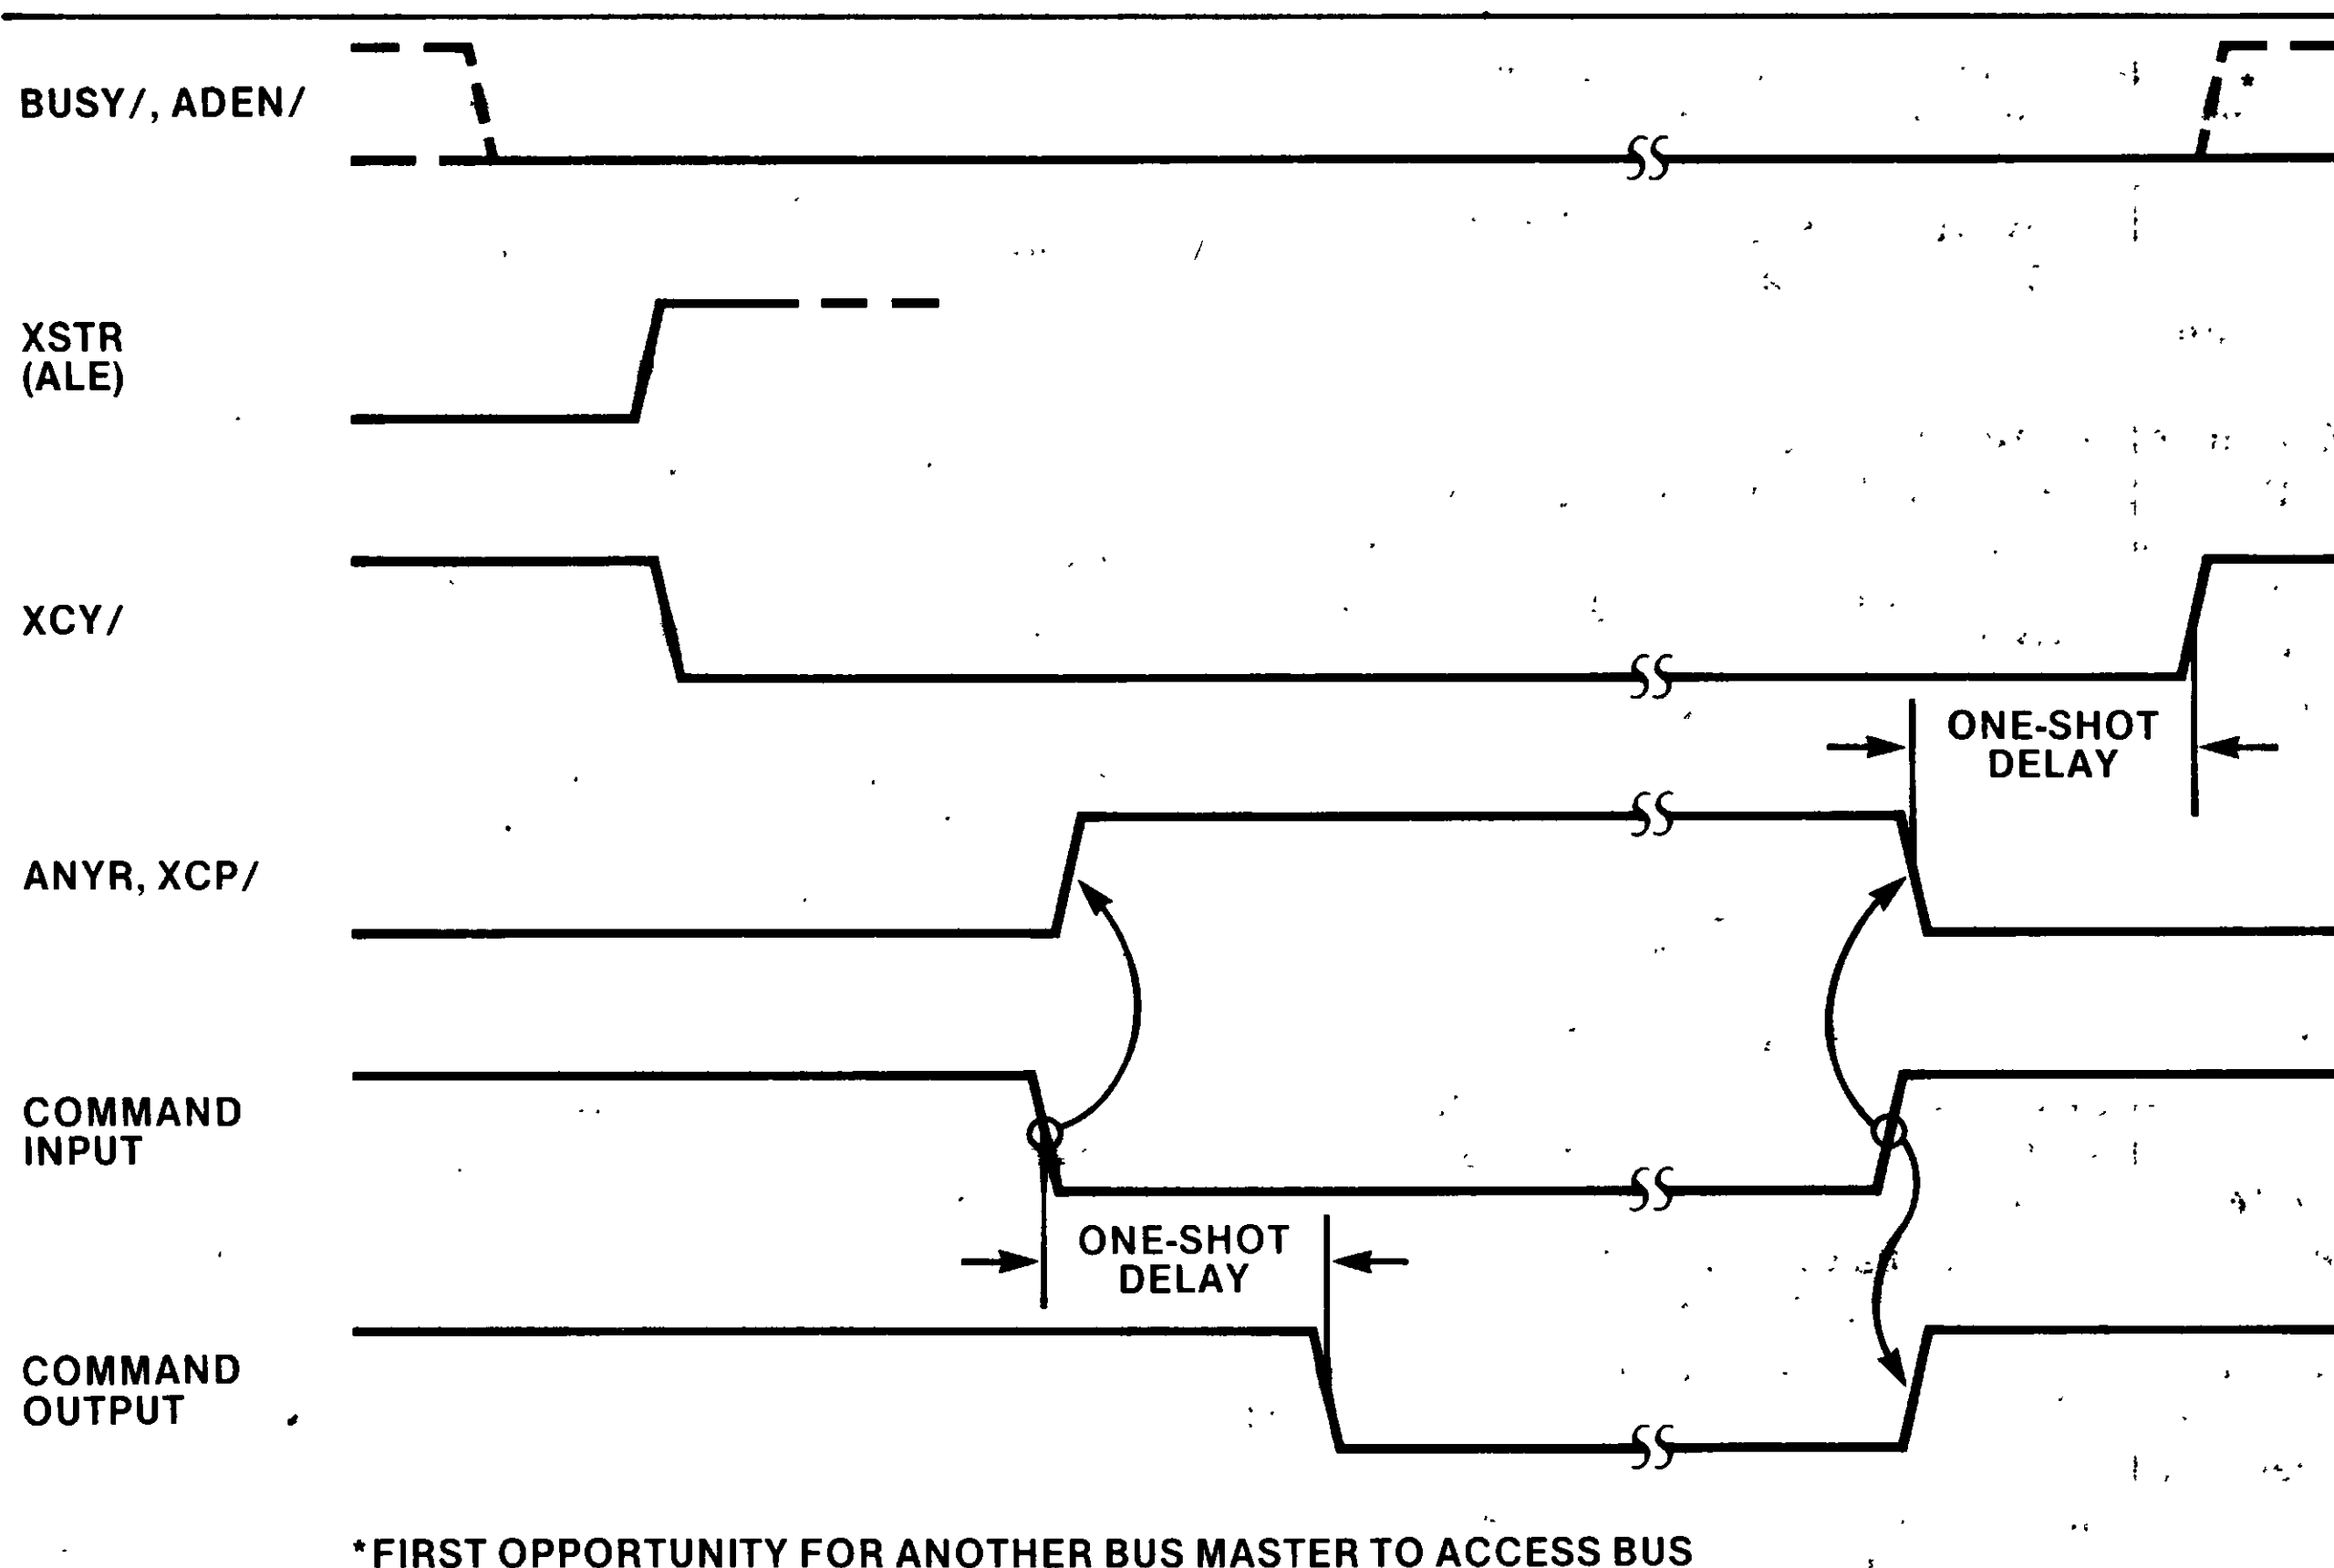 BUSY/, ADEN/
*
XSTR
(ALE)
XCY/
ONE-SHOT
DELAY
ANYR, XCP/
COMMAND
INPUT
ONE-SHOT
DELAY
COMMAND
OUTPUT
*FIRST OPPORTUNITY FOR ANOTHER BUS MASTER TO ACCESS BUS